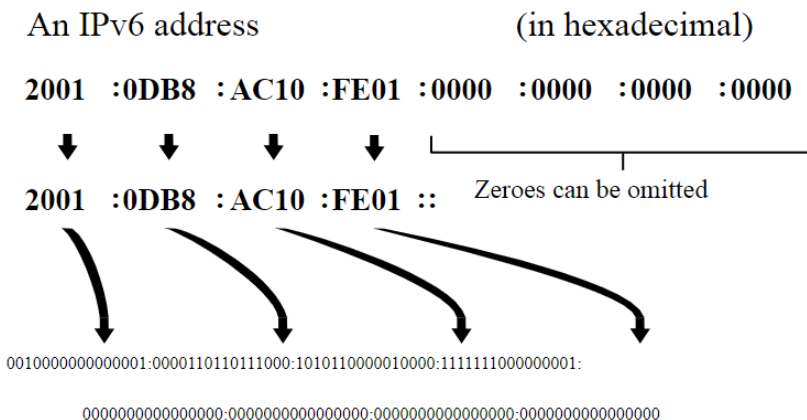 An IPv6 address (in hexadecimal)
2001 :0DB8 : AC10 :FE01 :0000 :0000 :0000 :0000
2001 :0DB8 : AC10 :FE01 ::
Zeroes can be omitted
0010000000000001:0000110110111000:1010110000010000:1111111000000001:
0000000000000000:0000000000000000:0000000000000000:0000000000000000